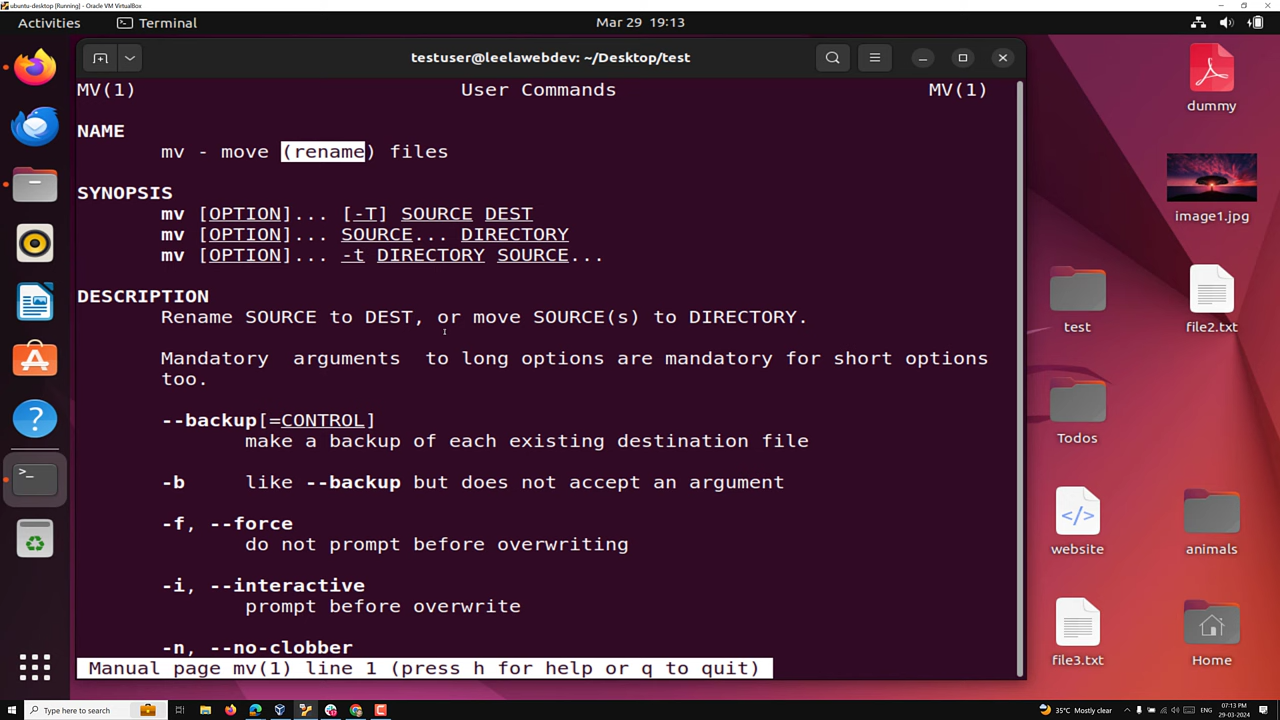 ubuntu-desktop [Running] - Oracle VM VirtualBox
Activities Terminal Mar 29 19:13
testuser@leelawebdev: ~/Desktop/test
MV(1) User Commands MV(1)
NAME
mv - move (rename) files
SYNOPSIS
mv [OPTION]... [-T] SOURCE DEST
mv [OPTION]... SOURCE... DIRECTORY
mv [OPTION]... -t DIRECTORY SOURCE...
DESCRIPTION
Rename SOURCE to DEST, or move SOURCE(s) to DIRECTORY.
Mandatory arguments to long options are mandatory for short options
too.
--backup[=CONTROL]
make a backup of each existing destination file
-b like --backup but does not accept an argument
-f, --force
do not prompt before overwriting
-i, --interactive
prompt before overwrite
-n, --no-clobber
Manual page mv(1) line 1 (press h for help or q to quit)
dummy
image1.jpg
test file2.txt
Todos
website animals
file3.txt Home
Type here to search
35°C Mostly clear
ENG
07:13 PM
29-03-2024